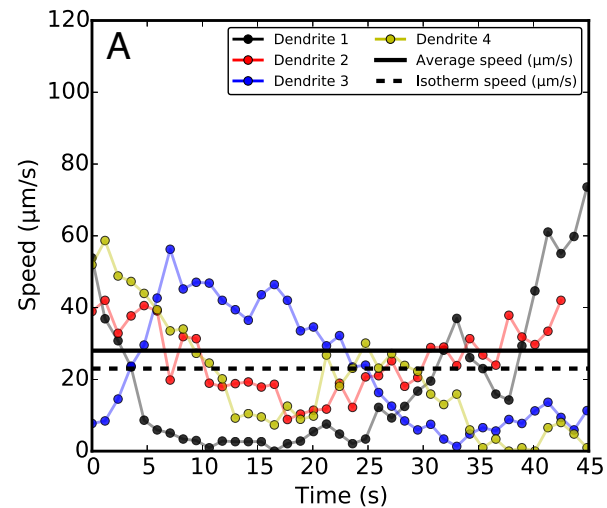 A
Dendrite 1
Dendrite 2
Dendrite 3
Dendrite 4
Average speed (μm/s)
Isotherm speed (μm/s)
Speed (μm/s)
120
100
80
60
40
20
0
0 5 10 15 20 25 30 35 40 45
Time (s)